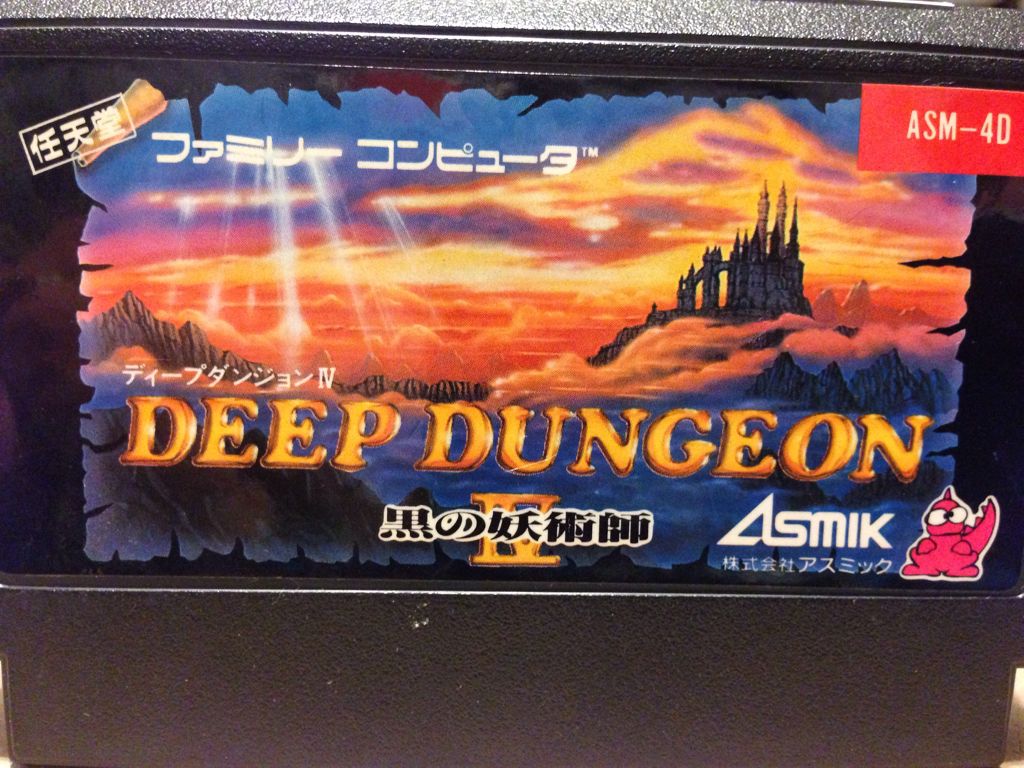 任天堂
ファミリー コンピュータ™
ASM-4D
ディープダンジョンⅣ
DEEP DUNGEON
Ⅳ
黒の妖術師
ASMIK
株式会社アスミック